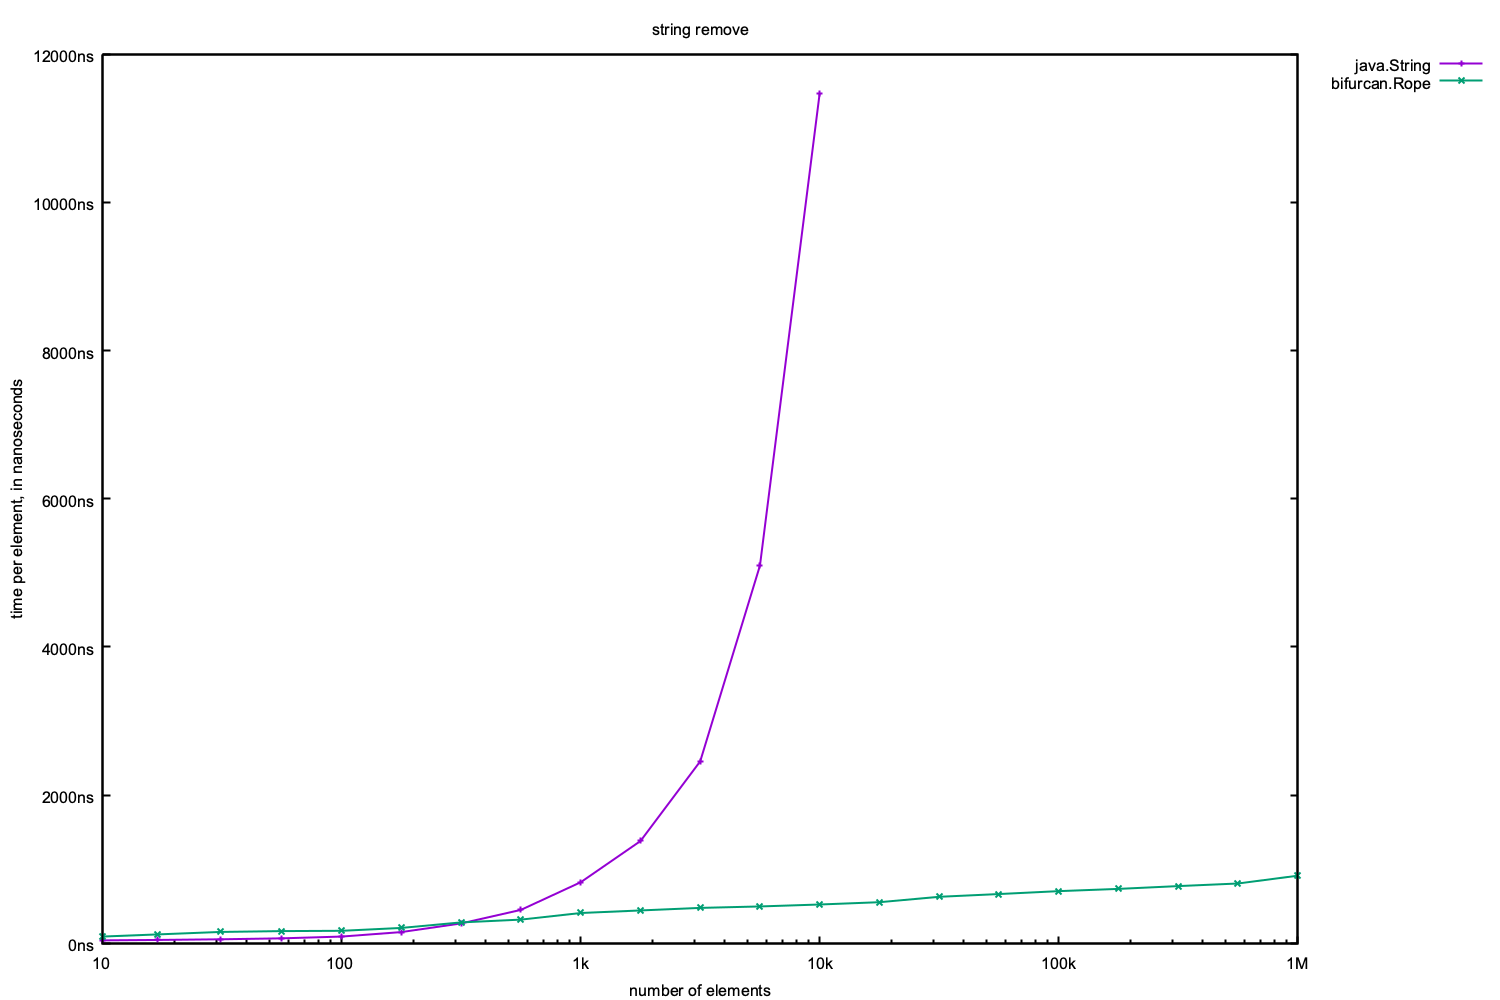 string remove
java.String
bifurcan.Rope
12000ns
10000ns
8000ns
6000ns
4000ns
2000ns
0ns
time per element, in nanoseconds
10 100 1k 10k 100k 1M
number of elements